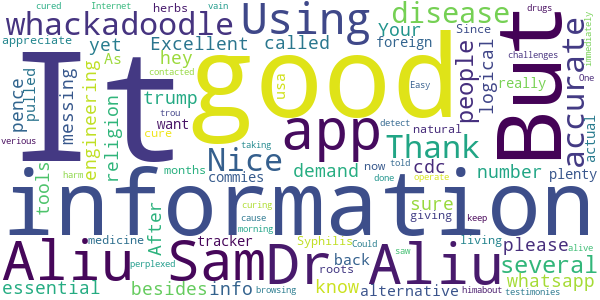 cured Internet vain herbs drugs
whackadoodle Using disease But
appreciate yet Excellent called Your foreign Since immediately
As hey logical challenges
It good people accurate
pence pulled messing engineering religion trump usa really One
contacted Easy
trou want app Thank natural actual
verious cure Nice cdc detect
tools months commies demand now told number plenty
information
harm taking curing done operate
After cause morning sure giving keep
Aliu Sam Dr Aliu
medicine tracker Syphilis Could back living please several
essential besides info roots know saw alternative himabout whatsapp alive
perplexed browsing testimonies